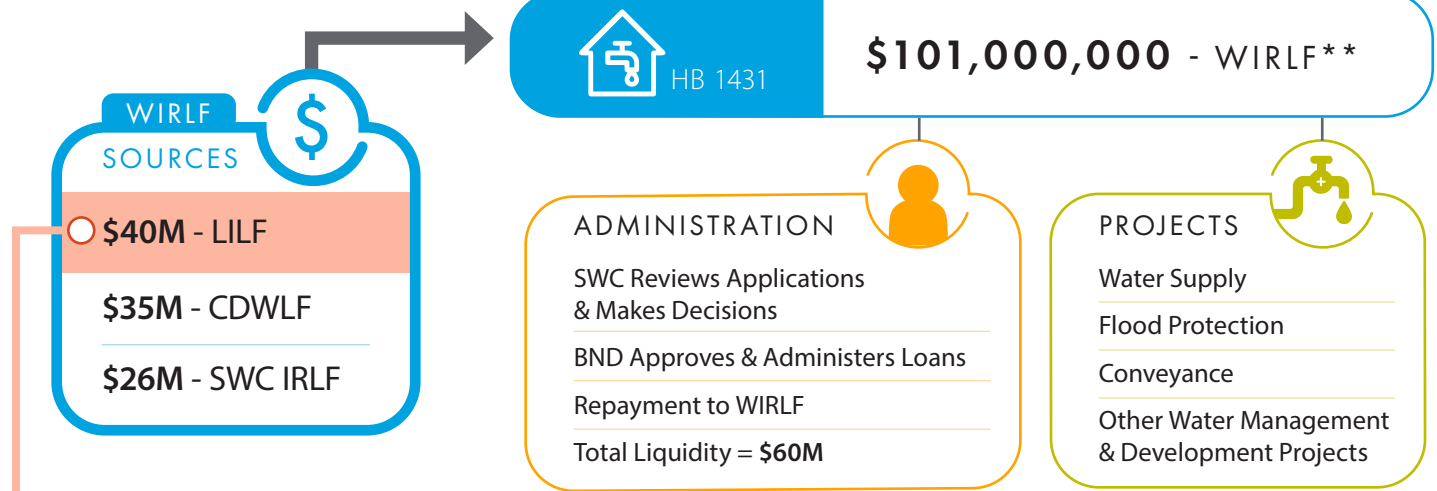 WIRLF
SOURCES
$
$40M - LILF
$35M - CDWLF
$26M - SWC IRLF
HB 1431
$101,000,000 - WIRLF**
ADMINISTRATION
SWC Reviews Applications
& Makes Decisions
BND Approves & Administers Loans
Repayment to WIRLF
Total Liquidity = $60M
PROJECTS
Water Supply
Flood Protection
Conveyance
Other Water Management
& Development Projects